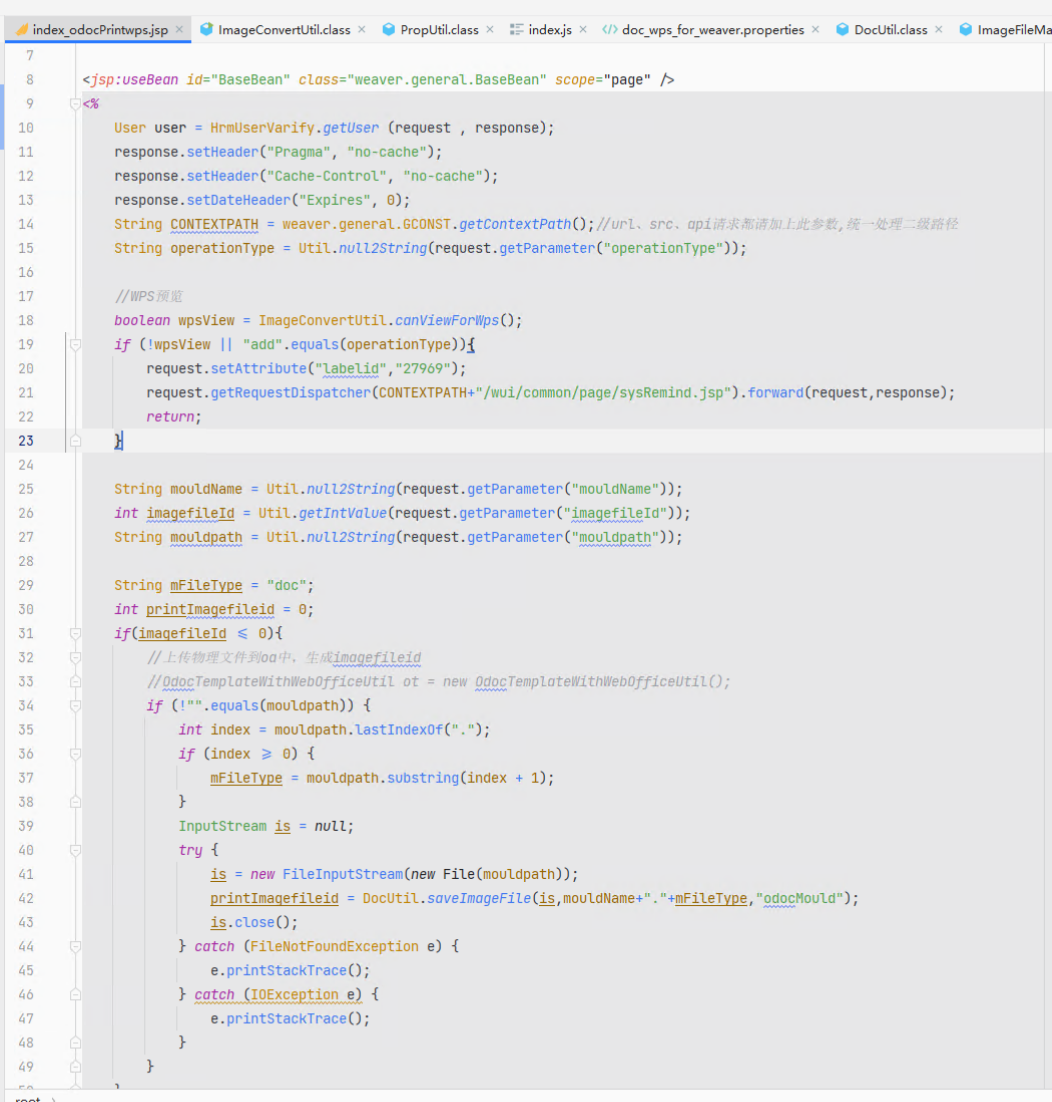 index_odocPrintwps.jsp × ImageConvertUtil.class × PropUtil.class × index.js × doc_wps_for_weaver.properties × DocUtil.class × ImageFileMa
7
8 <jsp:useBean id="BaseBean" class="weaver.general.BaseBean" scope="page" />
9 <%
10 User user = HrmUserVarify.getUser (request , response);
11 response.setHeader("Pragma", "no-cache");
12 response.setHeader("Cache-Control", "no-cache");
13 response.setDateHeader("Expires", 0);
14 String CONTEXTPATH = weaver.general.GCONST.getContextPath();//url、src、api请求都请加上此参数,统一处理二级路径
15 String operationType = Util.null2String(request.getParameter("operationType"));
16
17 //WPS预览
18 boolean wpsView = ImageConvertUtil.canViewForWps();
19 if (!wpsView || "add".equals(operationType)){
20 request.setAttribute("labelid","27969");
21 request.getRequestDispatcher(CONTEXTPATH+"/wui/common/page/sysRemind.jsp").forward(request,response);
22 return;
23 }
24
25 String mouldName = Util.null2String(request.getParameter("mouldName"));
26 int imagefileId = Util.getIntValue(request.getParameter("imagefileId"));
27 String mouldpath = Util.null2String(request.getParameter("mouldpath"));
28
29 String mFileType = "doc";
30 int printImagefileid = 0;
31 if(imagefileId <= 0){
32 //上传物理文件到oa中、生成imagefileid
33 //OdocTemplateWithWebOfficeUtil ot = new OdocTemplateWithWebOfficeUtil();
34 if (!"".equals(mouldpath)) {
35 int index = mouldpath.lastIndexOf(".");
36 if (index >= 0) {
37 mFileType = mouldpath.substring(index + 1);
38 }
39 InputStream is = null;
40 try {
41 is = new FileInputStream(new File(mouldpath));
42 printImagefileid = DocUtil.saveImageFile(is,mouldName+"."+mFileType,"odocMould");
43 is.close();
44 } catch (FileNotFoundException e) {
45 e.printStackTrace();
46 } catch (IOException e) {
47 e.printStackTrace();
48 }
49 }